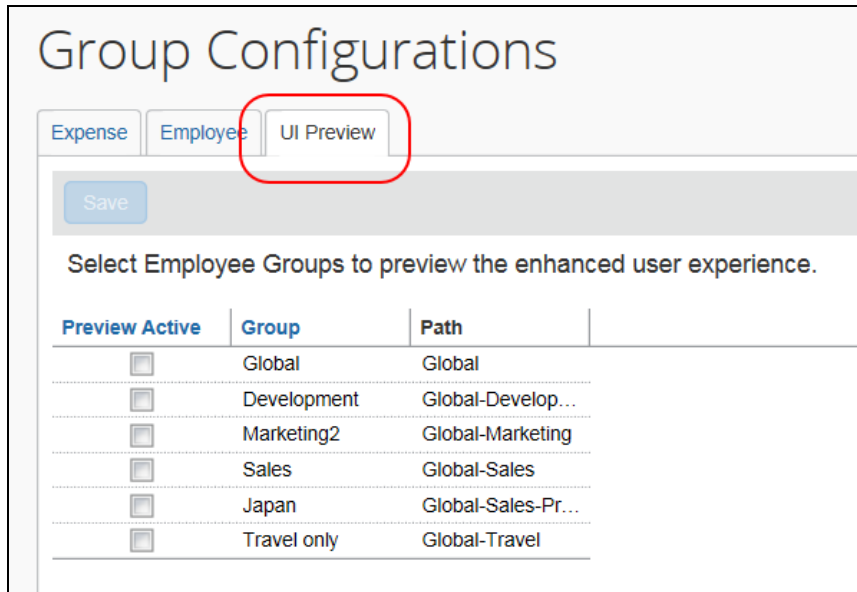 Group Configurations
Expense Employee UI Preview
Save
Select Employee Groups to preview the enhanced user experience.
Preview Active Group Path
Global Global
Development Global-Develop...
Marketing2 Global-Marketing
Sales Global-Sales
Japan Global-Sales-Pr...
Travel only Global-Travel